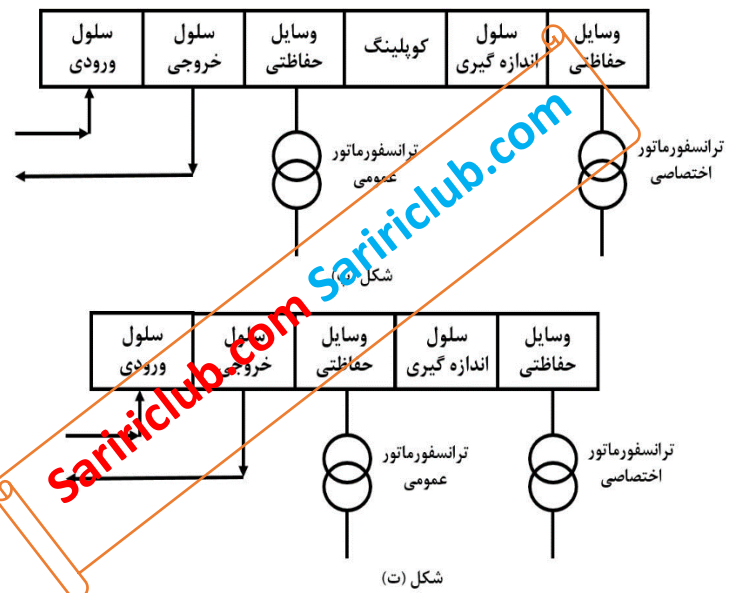 سلول ورودی
سلول خروجی
وسایل حفاظتی
کوپلینگ
سلول اندازه گیری
وسایل حفاظتی
ترانسفورماتور عمومی
ترانسفورماتور اختصاصی
شکل (پ)
سلول ورودی
سلول خروجی
وسایل حفاظتی
سلول اندازه گیری
وسایل حفاظتی
ترانسفورماتور عمومی
ترانسفورماتور اختصاصی
شکل (ت)
Saririclub.com Saririclub.com